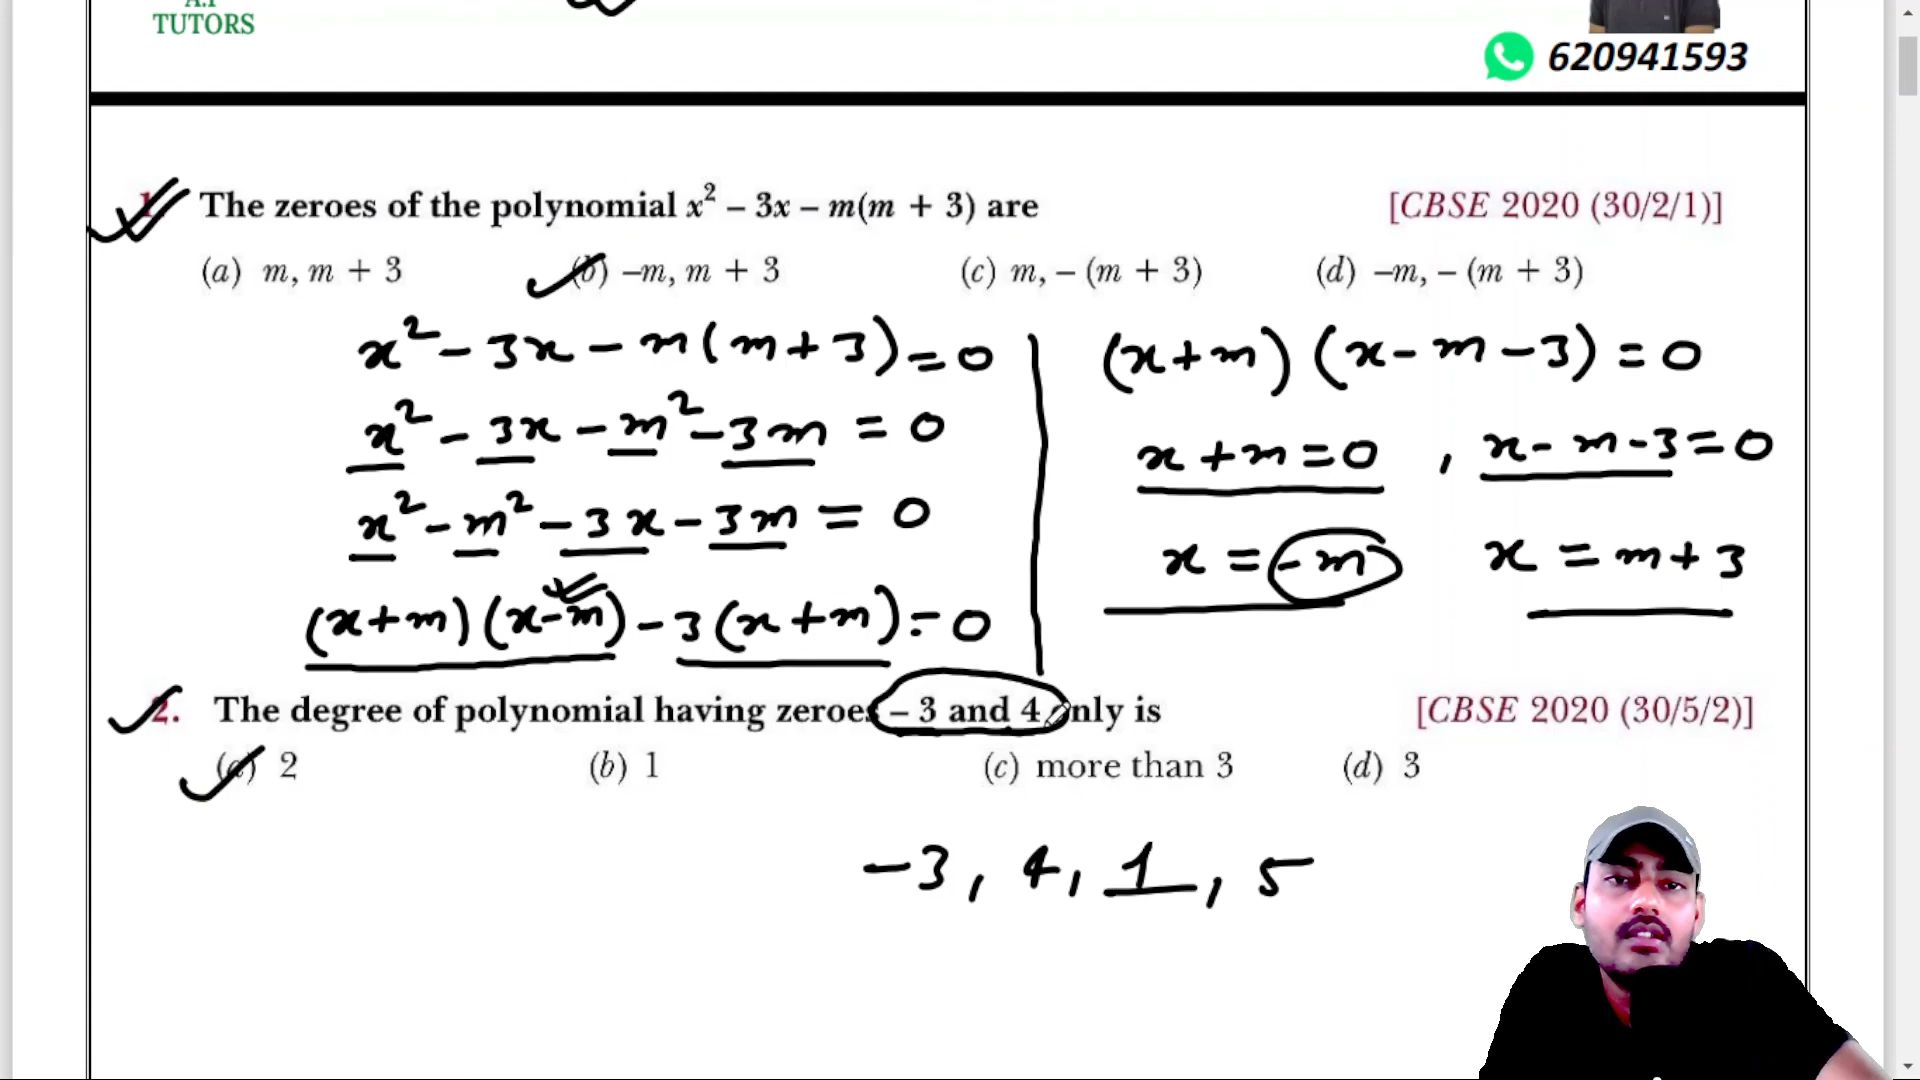 A.P
TUTORS
620941593
1. The zeroes of the polynomial x² – 3x – m(m + 3) are [CBSE 2020 (30/2/1)]
(a) m, m + 3 (b) –m, m + 3 (c) m, – (m + 3) (d) –m, – (m + 3)
x² - 3x - m(m+3) = 0
x² - 3x - m² - 3m = 0
x² - m² - 3x - 3m = 0
(x+m)(x-m) - 3(x+m) = 0
(x+m)(x-m-3) = 0
x+m=0 , x-m-3=0
x = -m x = m+3
2. The degree of polynomial having zeroes – 3 and 4 only is [CBSE 2020 (30/5/2)]
(a) 2 (b) 1 (c) more than 3 (d) 3
-3, 4, 1, 5